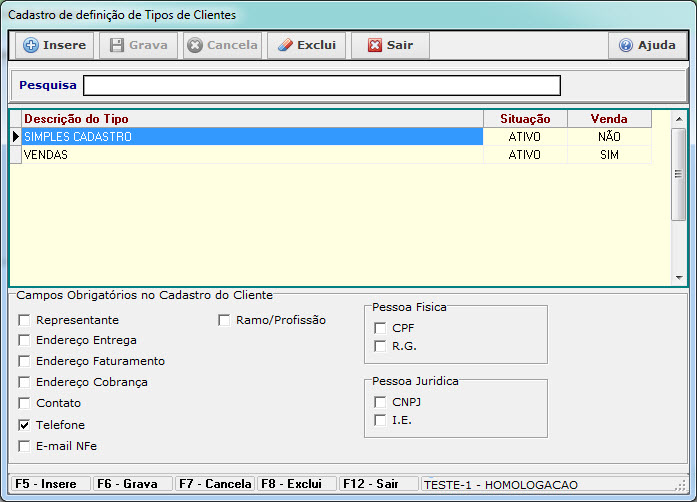 Cadastro de definição de Tipos de Clientes
Insere Grava Cancela Exclui Sair Ajuda
Pesquisa
Descrição do Tipo Situação Venda
SIMPLES CADASTRO ATIVO NÃO
VENDAS ATIVO SIM
Campos Obrigatórios no Cadastro do Cliente
Representante
Endereço Entrega
Endereço Faturamento
Endereço Cobrança
Contato
Telefone
E-mail NFe
Ramo/Profissão
Pessoa Fisica
CPF
R.G.
Pessoa Juridica
CNPJ
I.E.
F5 - Insere F6 - Grava F7 - Cancela F8 - Exclui F12 - Sair TESTE-1 - HOMOLOGACAO